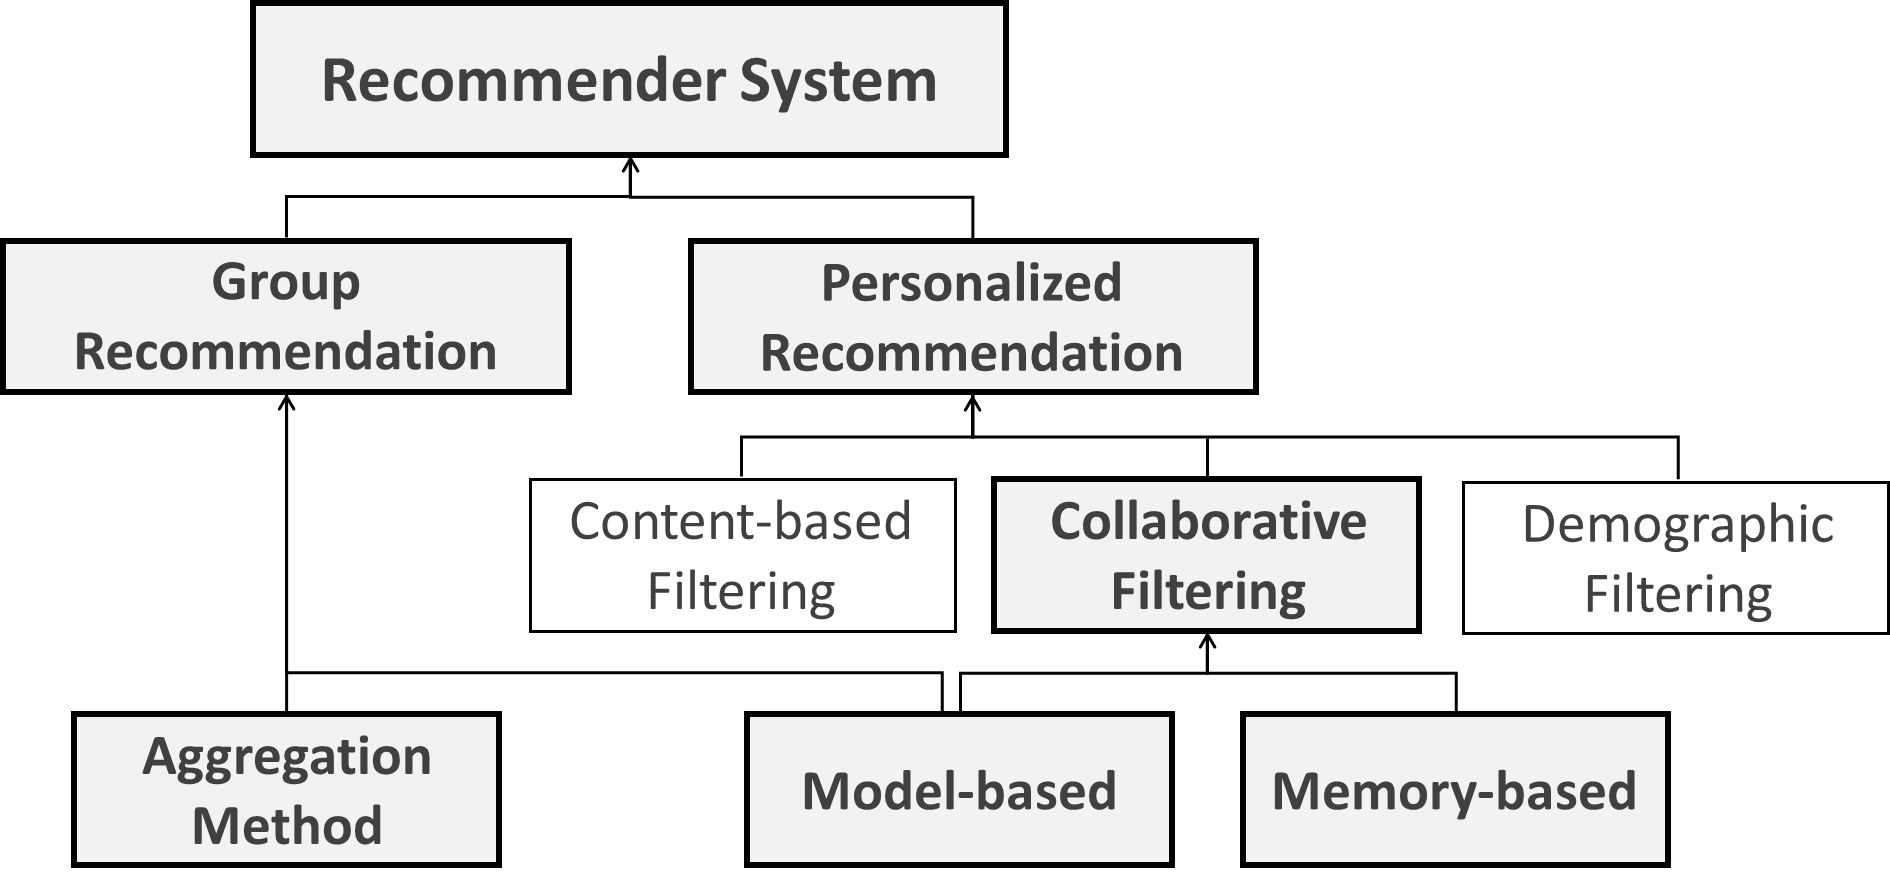 Recommender System
Group
Recommendation
Personalized
Recommendation
Content-based
Filtering
Collaborative
Filtering
Demographic
Filtering
Aggregation
Method
Model-based
Memory-based